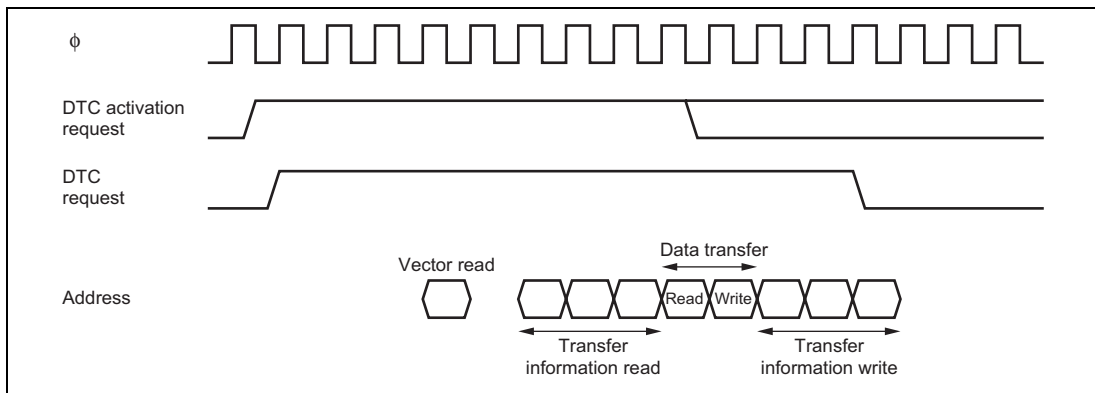 ϕ
DTC activation
request
DTC
request
Data transfer
Vector read
Address
Read
Write
Transfer
information read
Transfer
information write